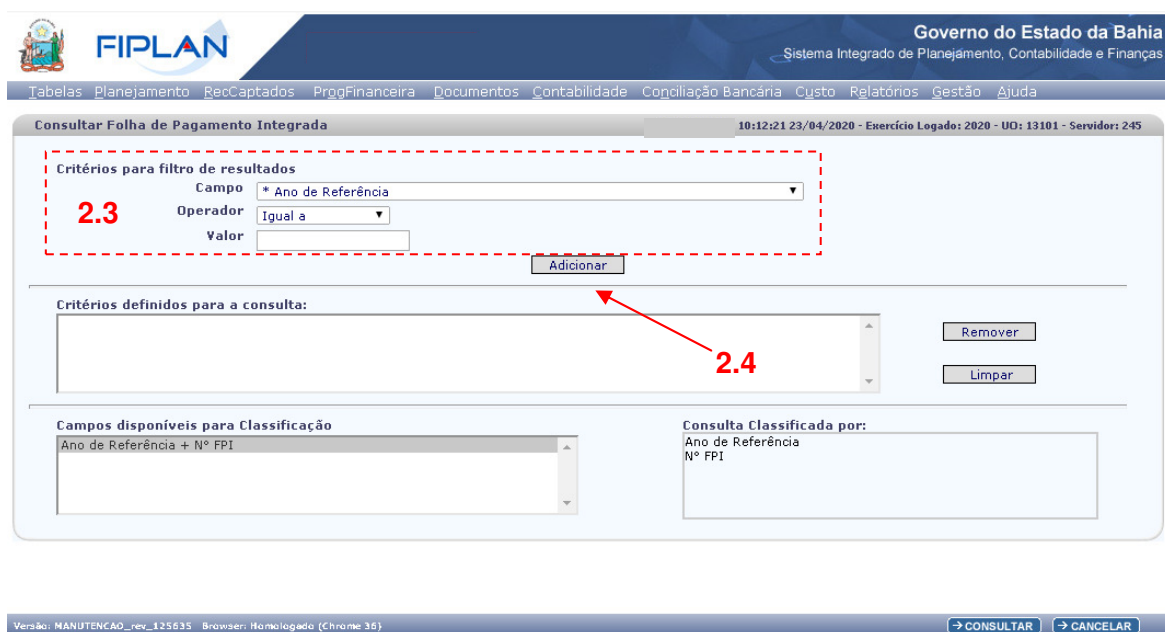 FIPLAN
Governo do Estado da Bahia
Sistema Integrado de Planejamento, Contabilidade e Finanças
Tabelas Planejamento RecCaptados ProgFinanceira Documentos Contabilidade Conciliação Bancária Custo Relatórios Gestão Ajuda
Consultar Folha de Pagamento Integrada 10:12:21 23/04/2020 - Exercício Logado: 2020 - UO: 13101 - Servidor: 245
Critérios para filtro de resultados
Campo * Ano de Referência
2.3
Operador Igual a
Valor
Adicionar
Critérios definidos para a consulta:
Remover
2.4
Limpar
Campos disponíveis para Classificação Consulta Classificada por:
Ano de Referência + N° FPI Ano de Referência
N° FPI
Versão: MANUTENCAO_rev_125635 Browser: Homologado (Chrome 36) CONSULTAR CANCELAR